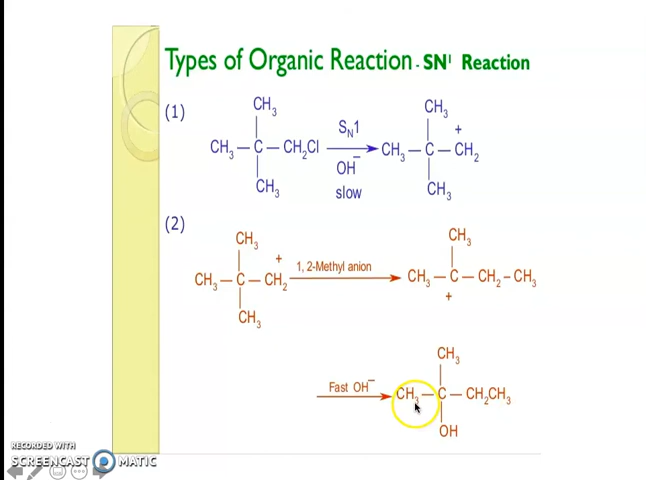 Types of Organic Reaction - SN¹ Reaction
(1)
CH₃
CH₃ — C — CH₂Cl
CH₃
S_N1
OH⁻
slow
CH₃
+
CH₃ — C — CH₂
CH₃
(2)
CH₃
+
CH₃ — C — CH₂
CH₃
1, 2-Methyl anion
CH₃
CH₃ — C — CH₂ – CH₃
+
Fast OH⁻
CH₃
CH₃ — C — CH₂CH₃
OH
RECORDED WITH
SCREENCAST MATIC